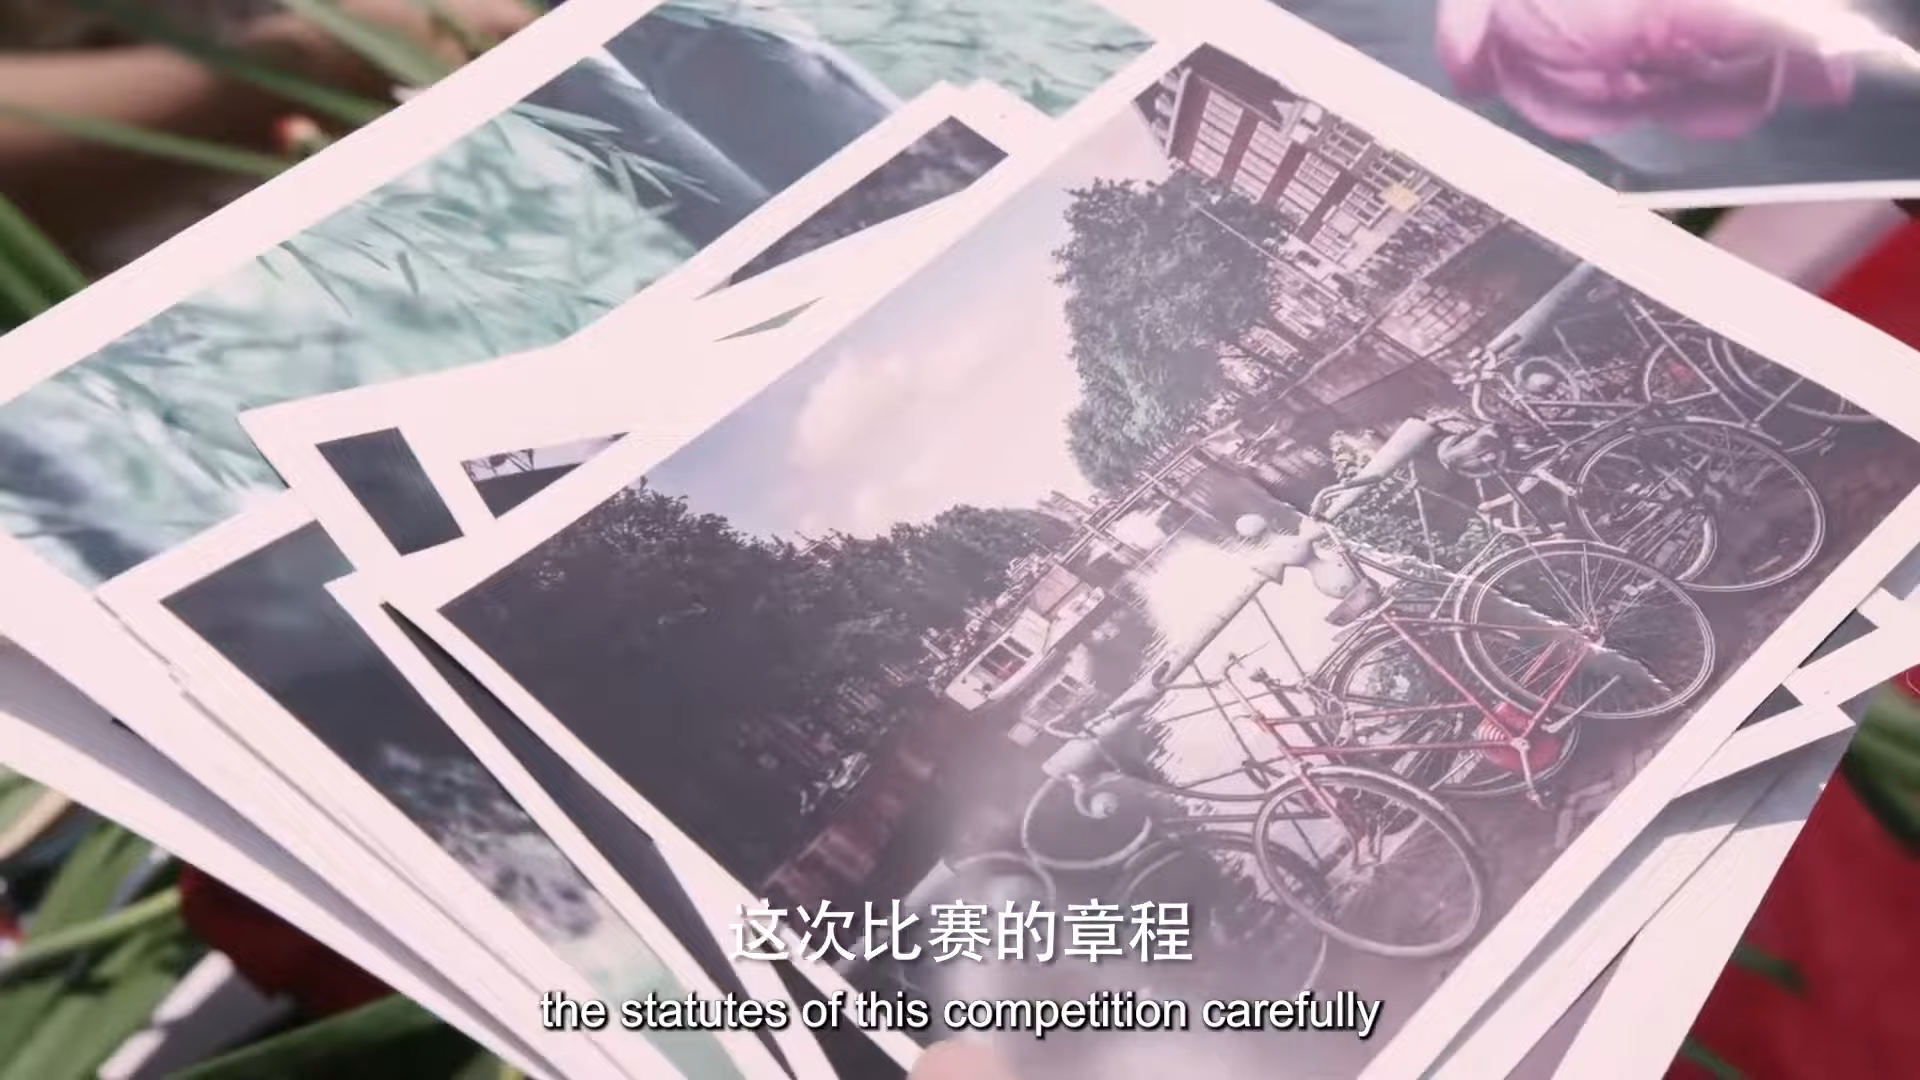 这次比赛的章程
the statutes of this competition carefully